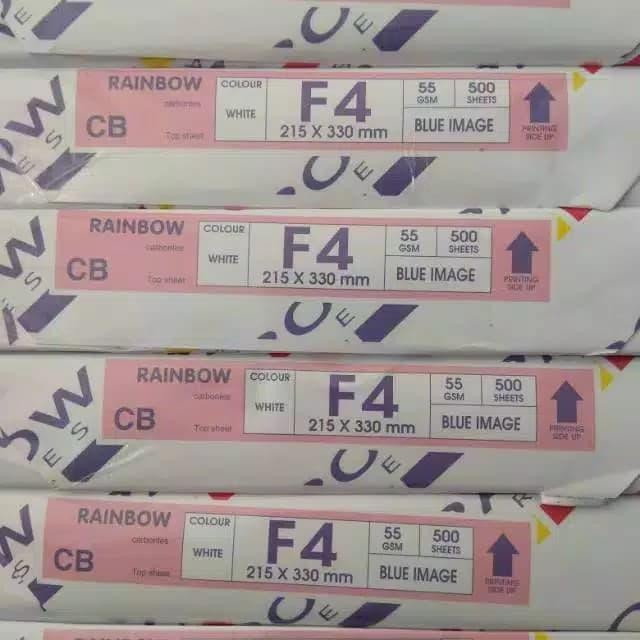 RAINBOW
carbonles
CB
Top sheet
COLOUR
WHITE
F4
215 X 330 mm
55 GSM
500 SHEETS
BLUE IMAGE
PRINTING SIDE UP
RAINBOW
carbonles
CB
Top sheet
COLOUR
WHITE
F4
215 X 330 mm
55 GSM
500 SHEETS
BLUE IMAGE
PRINTING SIDE UP
RAINBOW
carbonles
CB
Top sheet
COLOUR
WHITE
F4
215 X 330 mm
55 GSM
500 SHEETS
BLUE IMAGE
PRINTING SIDE UP
RAINBOW
carbonles
CB
Top sheet
COLOUR
WHITE
F4
215 X 330 mm
55 GSM
500 SHEETS
BLUE IMAGE
PRINTING SIDE UP